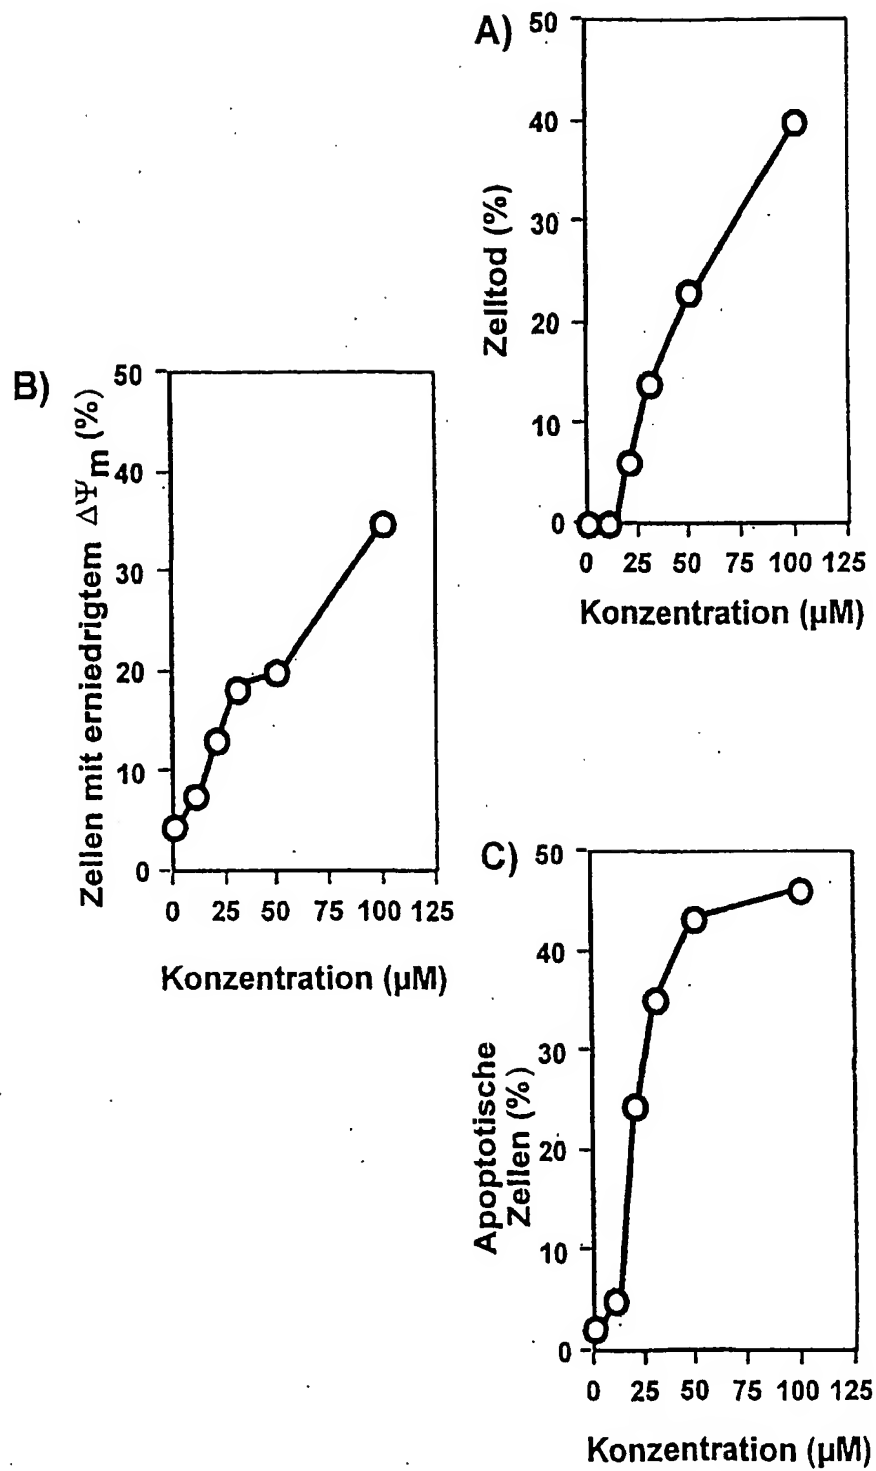 A)
Zelltod (%)
50
40
30
20
10
0
0 25 50 75 100 125
Konzentration (µM)
B)
Zellen mit erniedrigtem ΔΨm (%)
50
40
30
20
10
0
0 25 50 75 100 125
Konzentration (µM)
C)
Apoptotische
Zellen (%)
50
40
30
20
10
0
0 25 50 75 100 125
Konzentration (µM)